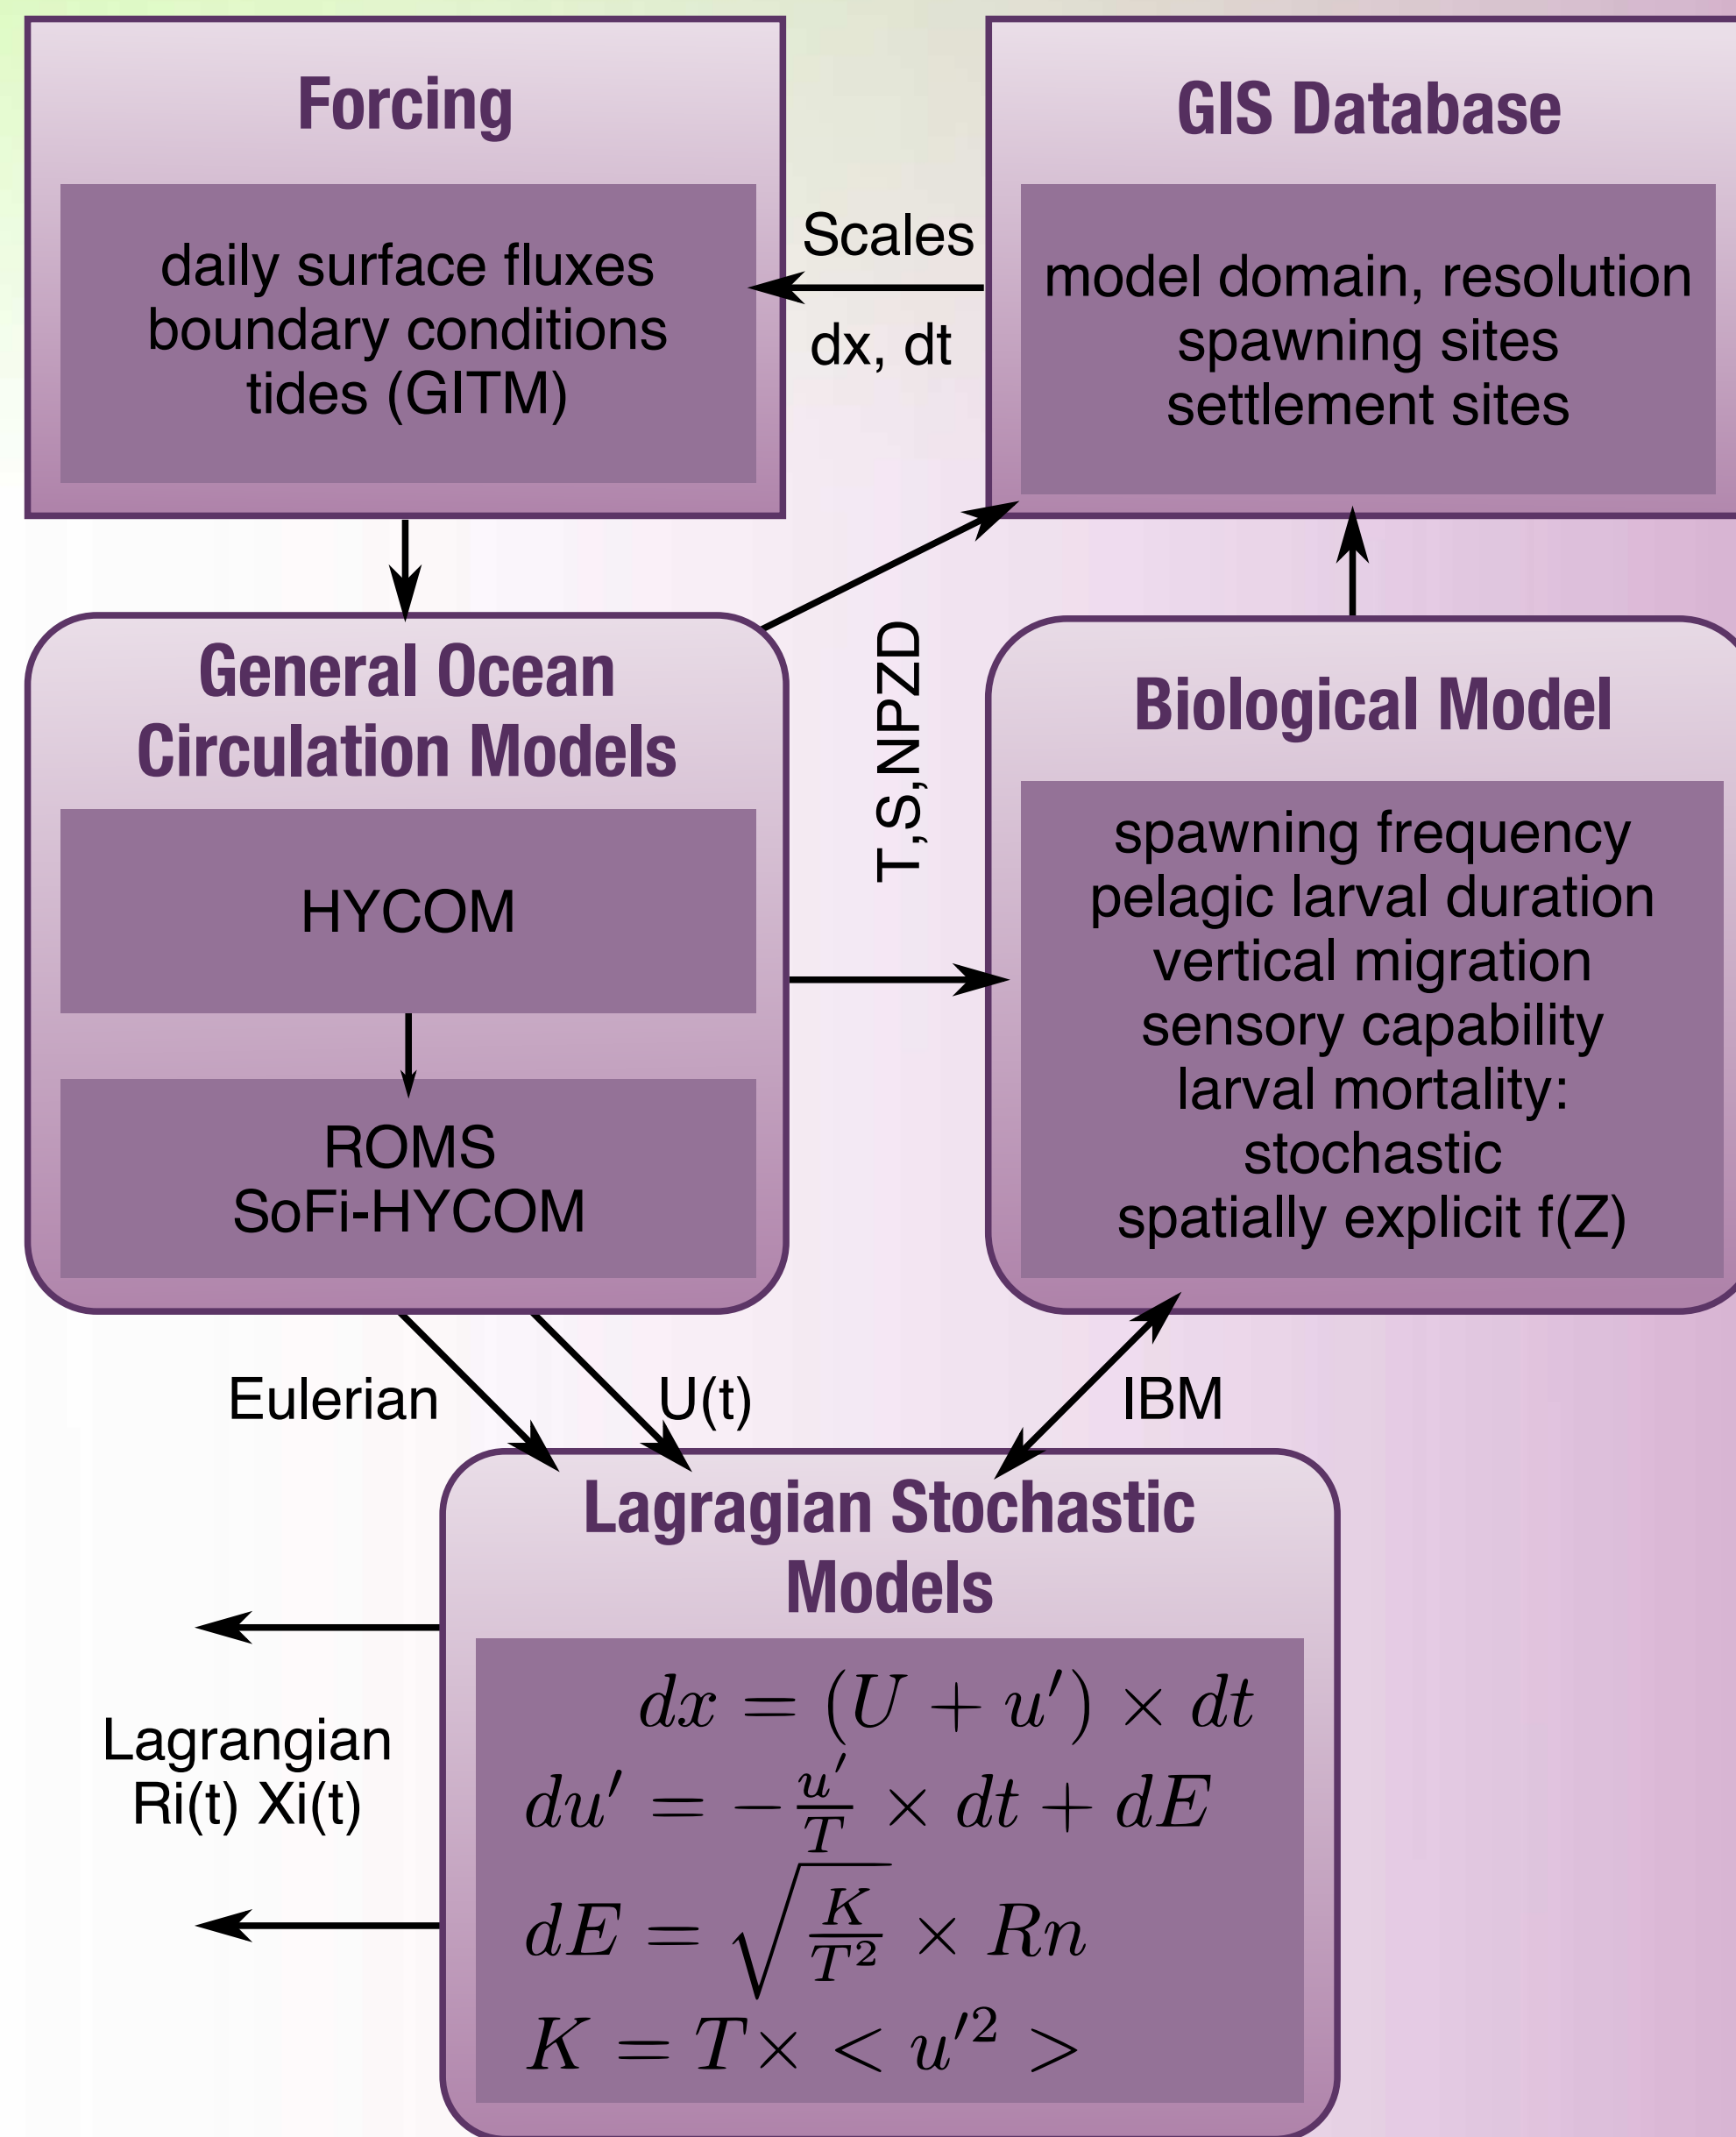 Forcing
daily surface fluxes
boundary conditions
tides (GITM)
Scales
dx, dt
GIS Database
model domain, resolution
spawning sites
settlement sites
General Ocean
Circulation Models
HYCOM
ROMS
SoFi-HYCOM
T,S,NPZD
Biological Model
spawning frequency
pelagic larval duration
vertical migration
sensory capability
larval mortality:
stochastic
spatially explicit f(Z)
Eulerian
U(t)
IBM
Lagragian Stochastic
Models
dx = (U + u′) × dt
du′ = −u′/T × dt + dE
dE = √(K/T²) × Rn
K = T× < u′² >
Lagrangian
Ri(t) Xi(t)